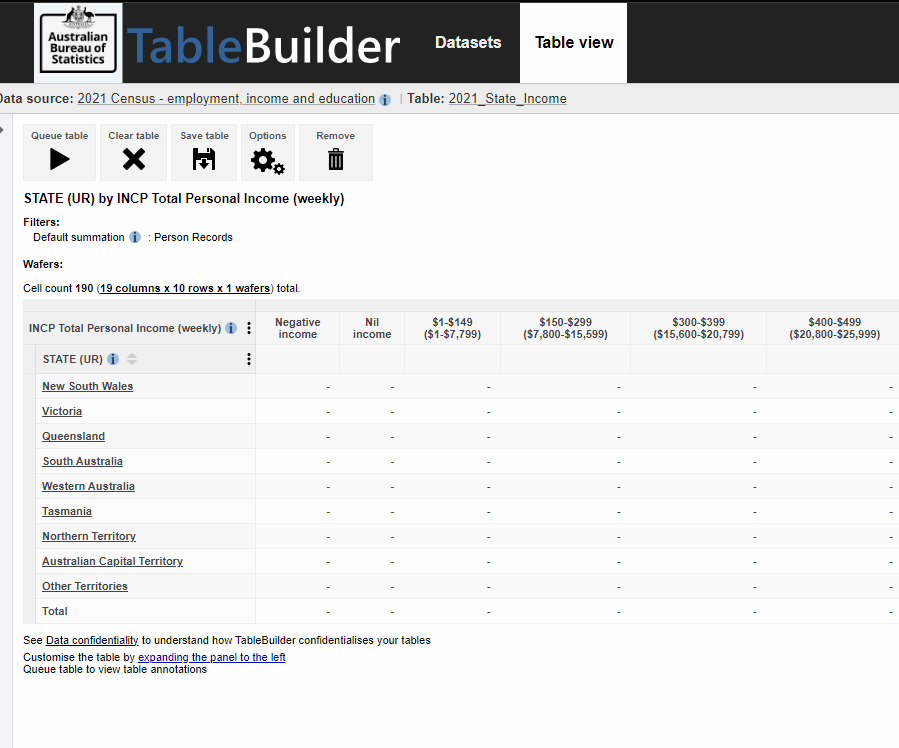 Australian
Bureau of
Statistics
TableBuilder
Datasets
Table view
Data source: 2021 Census - employment, income and education i | Table: 2021_State_Income
Queue table Clear table Save table Options Remove
STATE (UR) by INCP Total Personal Income (weekly)
Filters:
Default summation i : Person Records
Wafers:
Cell count 190 (19 columns x 10 rows x 1 wafers) total.
INCP Total Personal Income (weekly) i
Negative income
Nil income
$1-$149 ($1-$7,799)
$150-$299 ($7,800-$15,599)
$300-$399 ($15,600-$20,799)
$400-$499 ($20,800-$25,999)
STATE (UR) i
New South Wales - - - - - -
Victoria - - - - - -
Queensland - - - - - -
South Australia - - - - - -
Western Australia - - - - - -
Tasmania - - - - - -
Northern Territory - - - - - -
Australian Capital Territory - - - - - -
Other Territories - - - - - -
Total - - - - - -
See Data confidentiality to understand how TableBuilder confidentialises your tables
Customise the table by expanding the panel to the left
Queue table to view table annotations